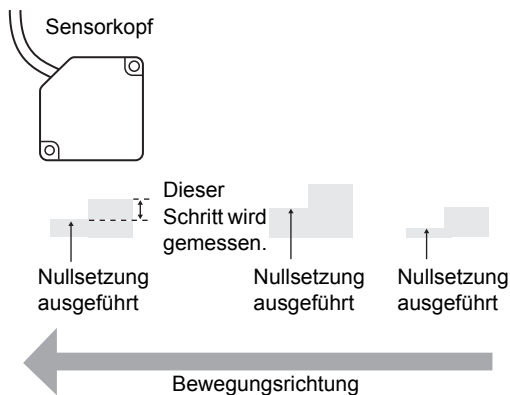 Sensorkopf
Dieser
Schritt wird
gemessen.
Nullsetzung
ausgeführt
Nullsetzung
ausgeführt
Nullsetzung
ausgeführt
Bewegungsrichtung